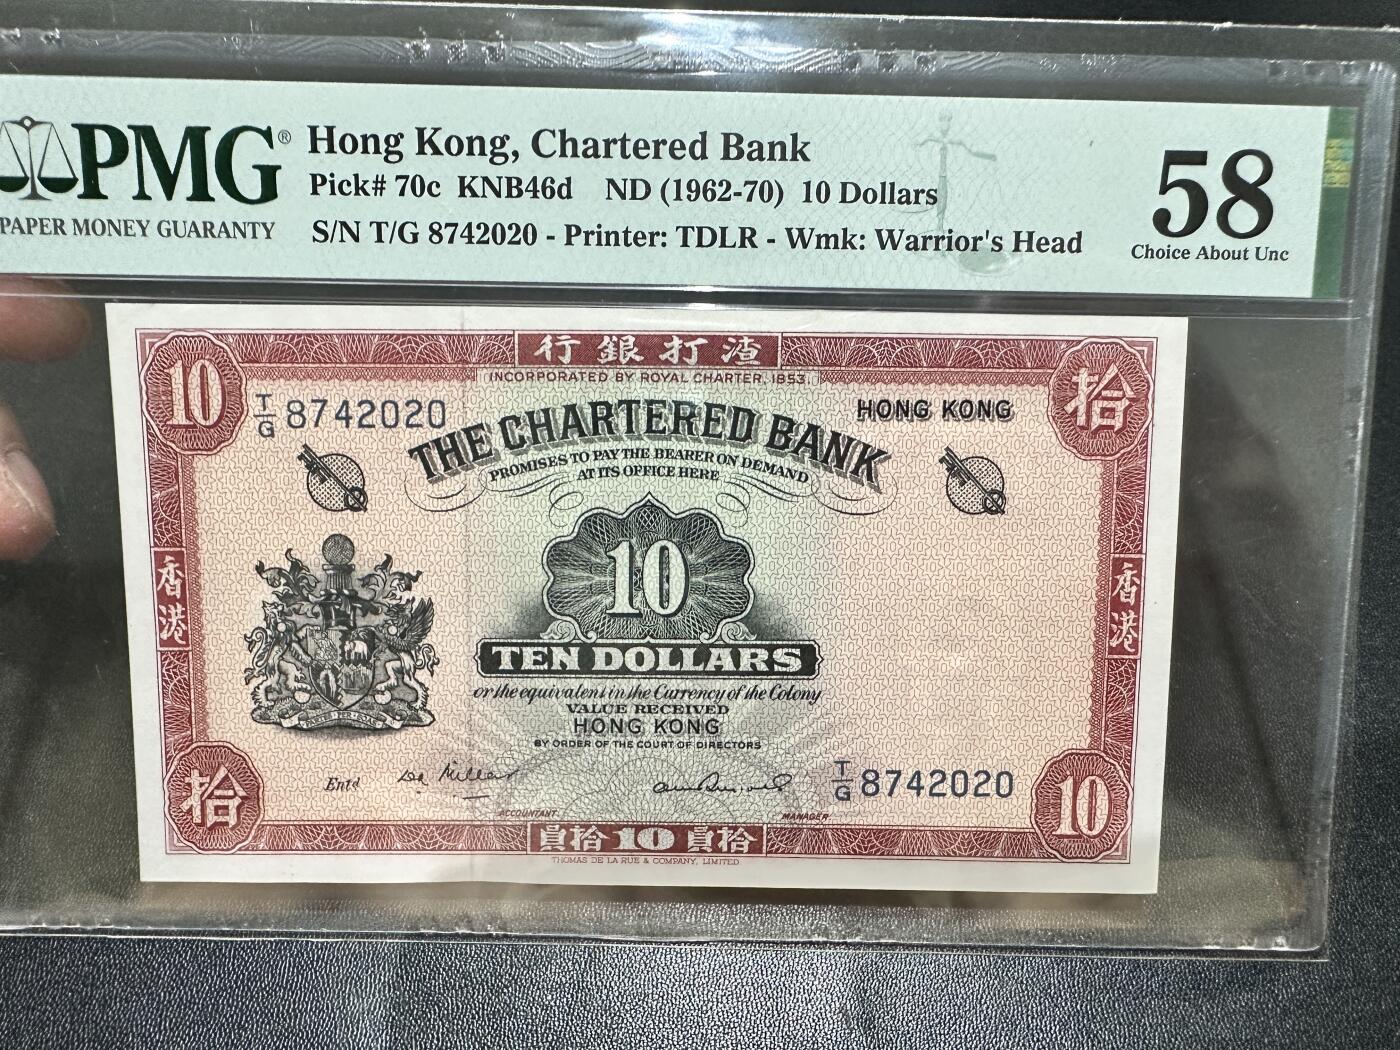 PMG®
PAPER MONEY GUARANTY
Hong Kong, Chartered Bank
Pick# 70c KNB46d ND (1962-70) 10 Dollars
S/N T/G 8742020 - Printer: TDLR - Wmk: Warrior's Head
58
Choice About Unc
行銀打渣
INCORPORATED BY ROYAL CHARTER, 1853.
10
拾
T/G 8742020
HONG KONG
THE CHARTERED BANK
PROMISES TO PAY THE BEARER ON DEMAND
AT ITS OFFICE HERE
10
香港
香港
TEN DOLLARS
or the equivalent in the Currency of the Colony
VALUE RECEIVED
HONG KONG
BY ORDER OF THE COURT OF DIRECTORS
Entd
T/G 8742020
ACCOUNTANT.
MANAGER
拾
10
員拾 10 員拾
THOMAS DE LA RUE & COMPANY, LIMITED